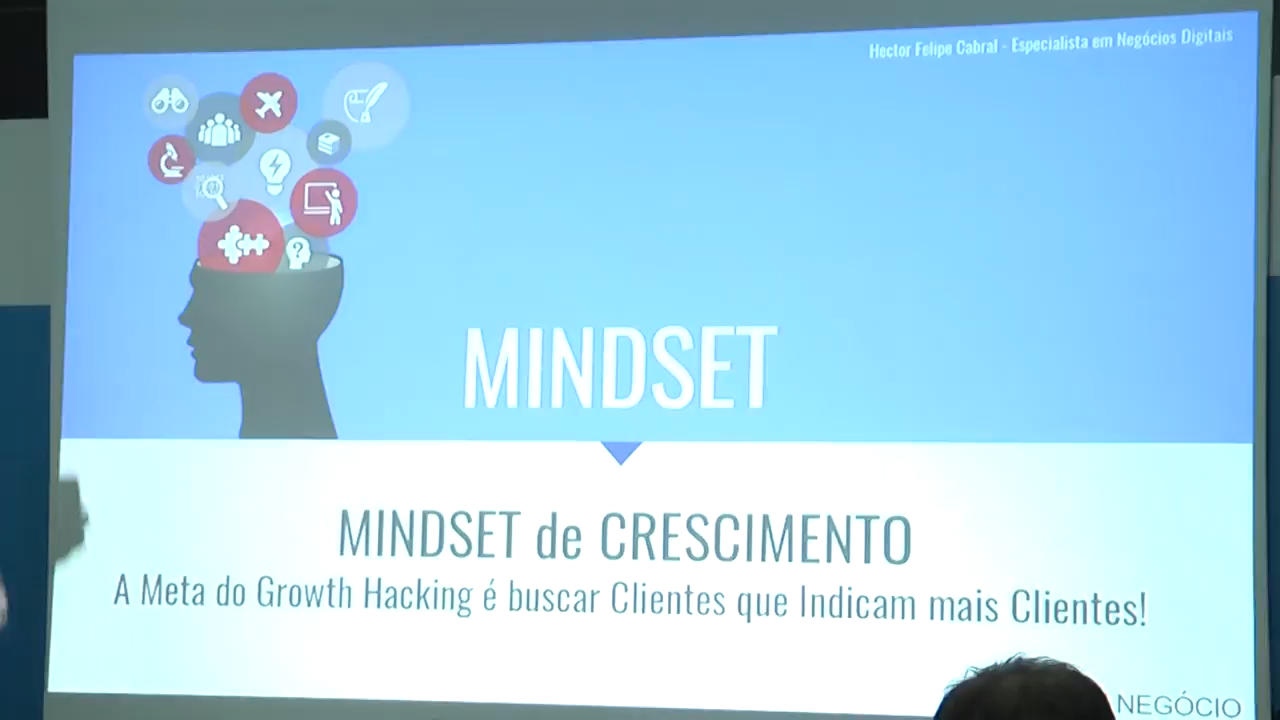 Hector Felipe Cabral - Especialista em Negócios Digitais
MINDSET
MINDSET de CRESCIMENTO
A Meta do Growth Hacking é buscar Clientes que Indicam mais Clientes!
NEGÓCIO